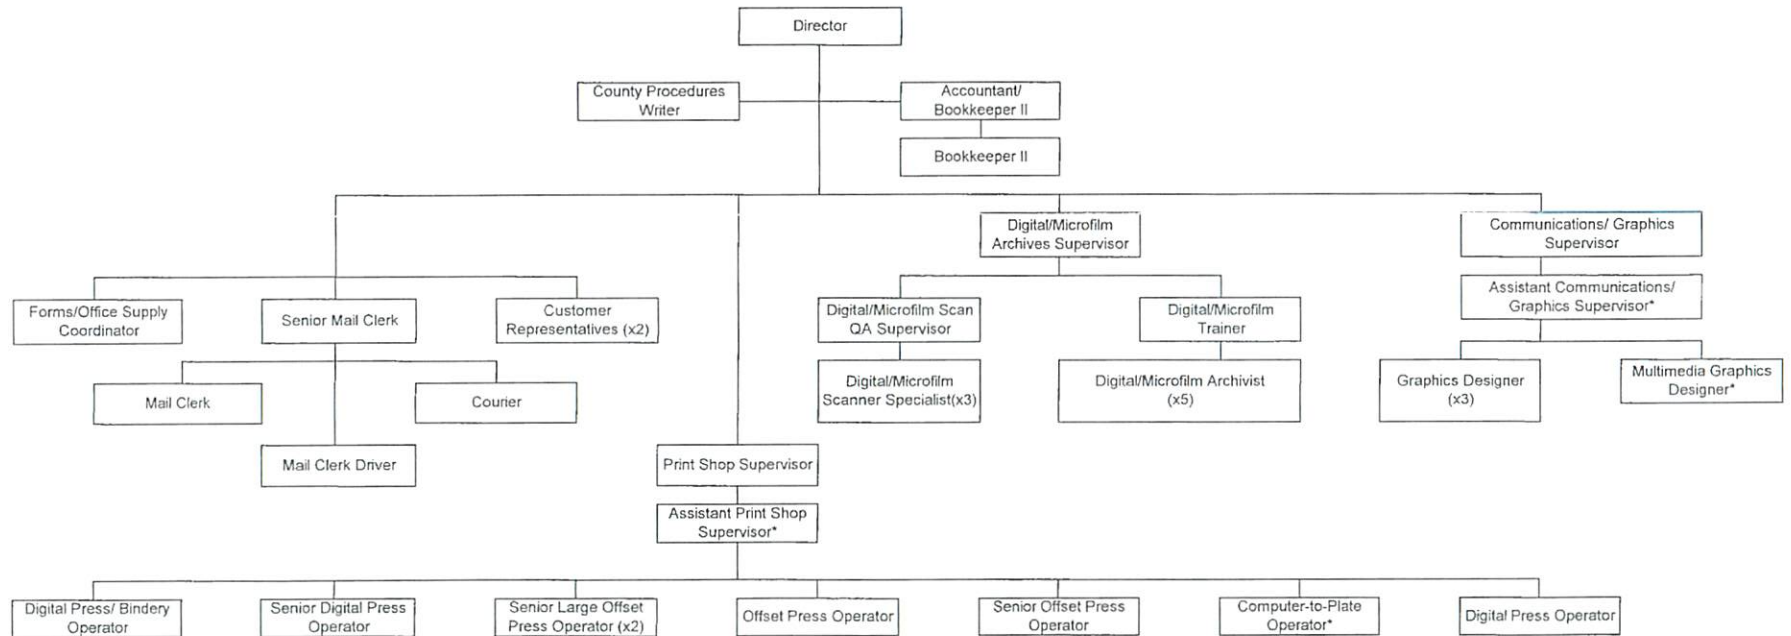 Director
County Procedures
Writer
Accountant/
Bookkeeper II
Bookkeeper II
Digital/Microfilm
Archives Supervisor
Communications/ Graphics
Supervisor
Forms/Office Supply
Coordinator
Senior Mail Clerk
Customer
Representatives (x2)
Digital/Microfilm Scan
QA Supervisor
Digital/Microfilm
Trainer
Assistant Communications/
Graphics Supervisor*
Mail Clerk
Courier
Digital/Microfilm
Scanner Specialist(x3)
Digital/Microfilm Archivist
(x5)
Graphics Designer
(x3)
Multimedia Graphics
Designer*
Mail Clerk Driver
Print Shop Supervisor
Assistant Print Shop
Supervisor*
Digital Press/ Bindery
Operator
Senior Digital Press
Operator
Senior Large Offset
Press Operator (x2)
Offset Press Operator
Senior Offset Press
Operator
Computer-to-Plate
Operator*
Digital Press Operator